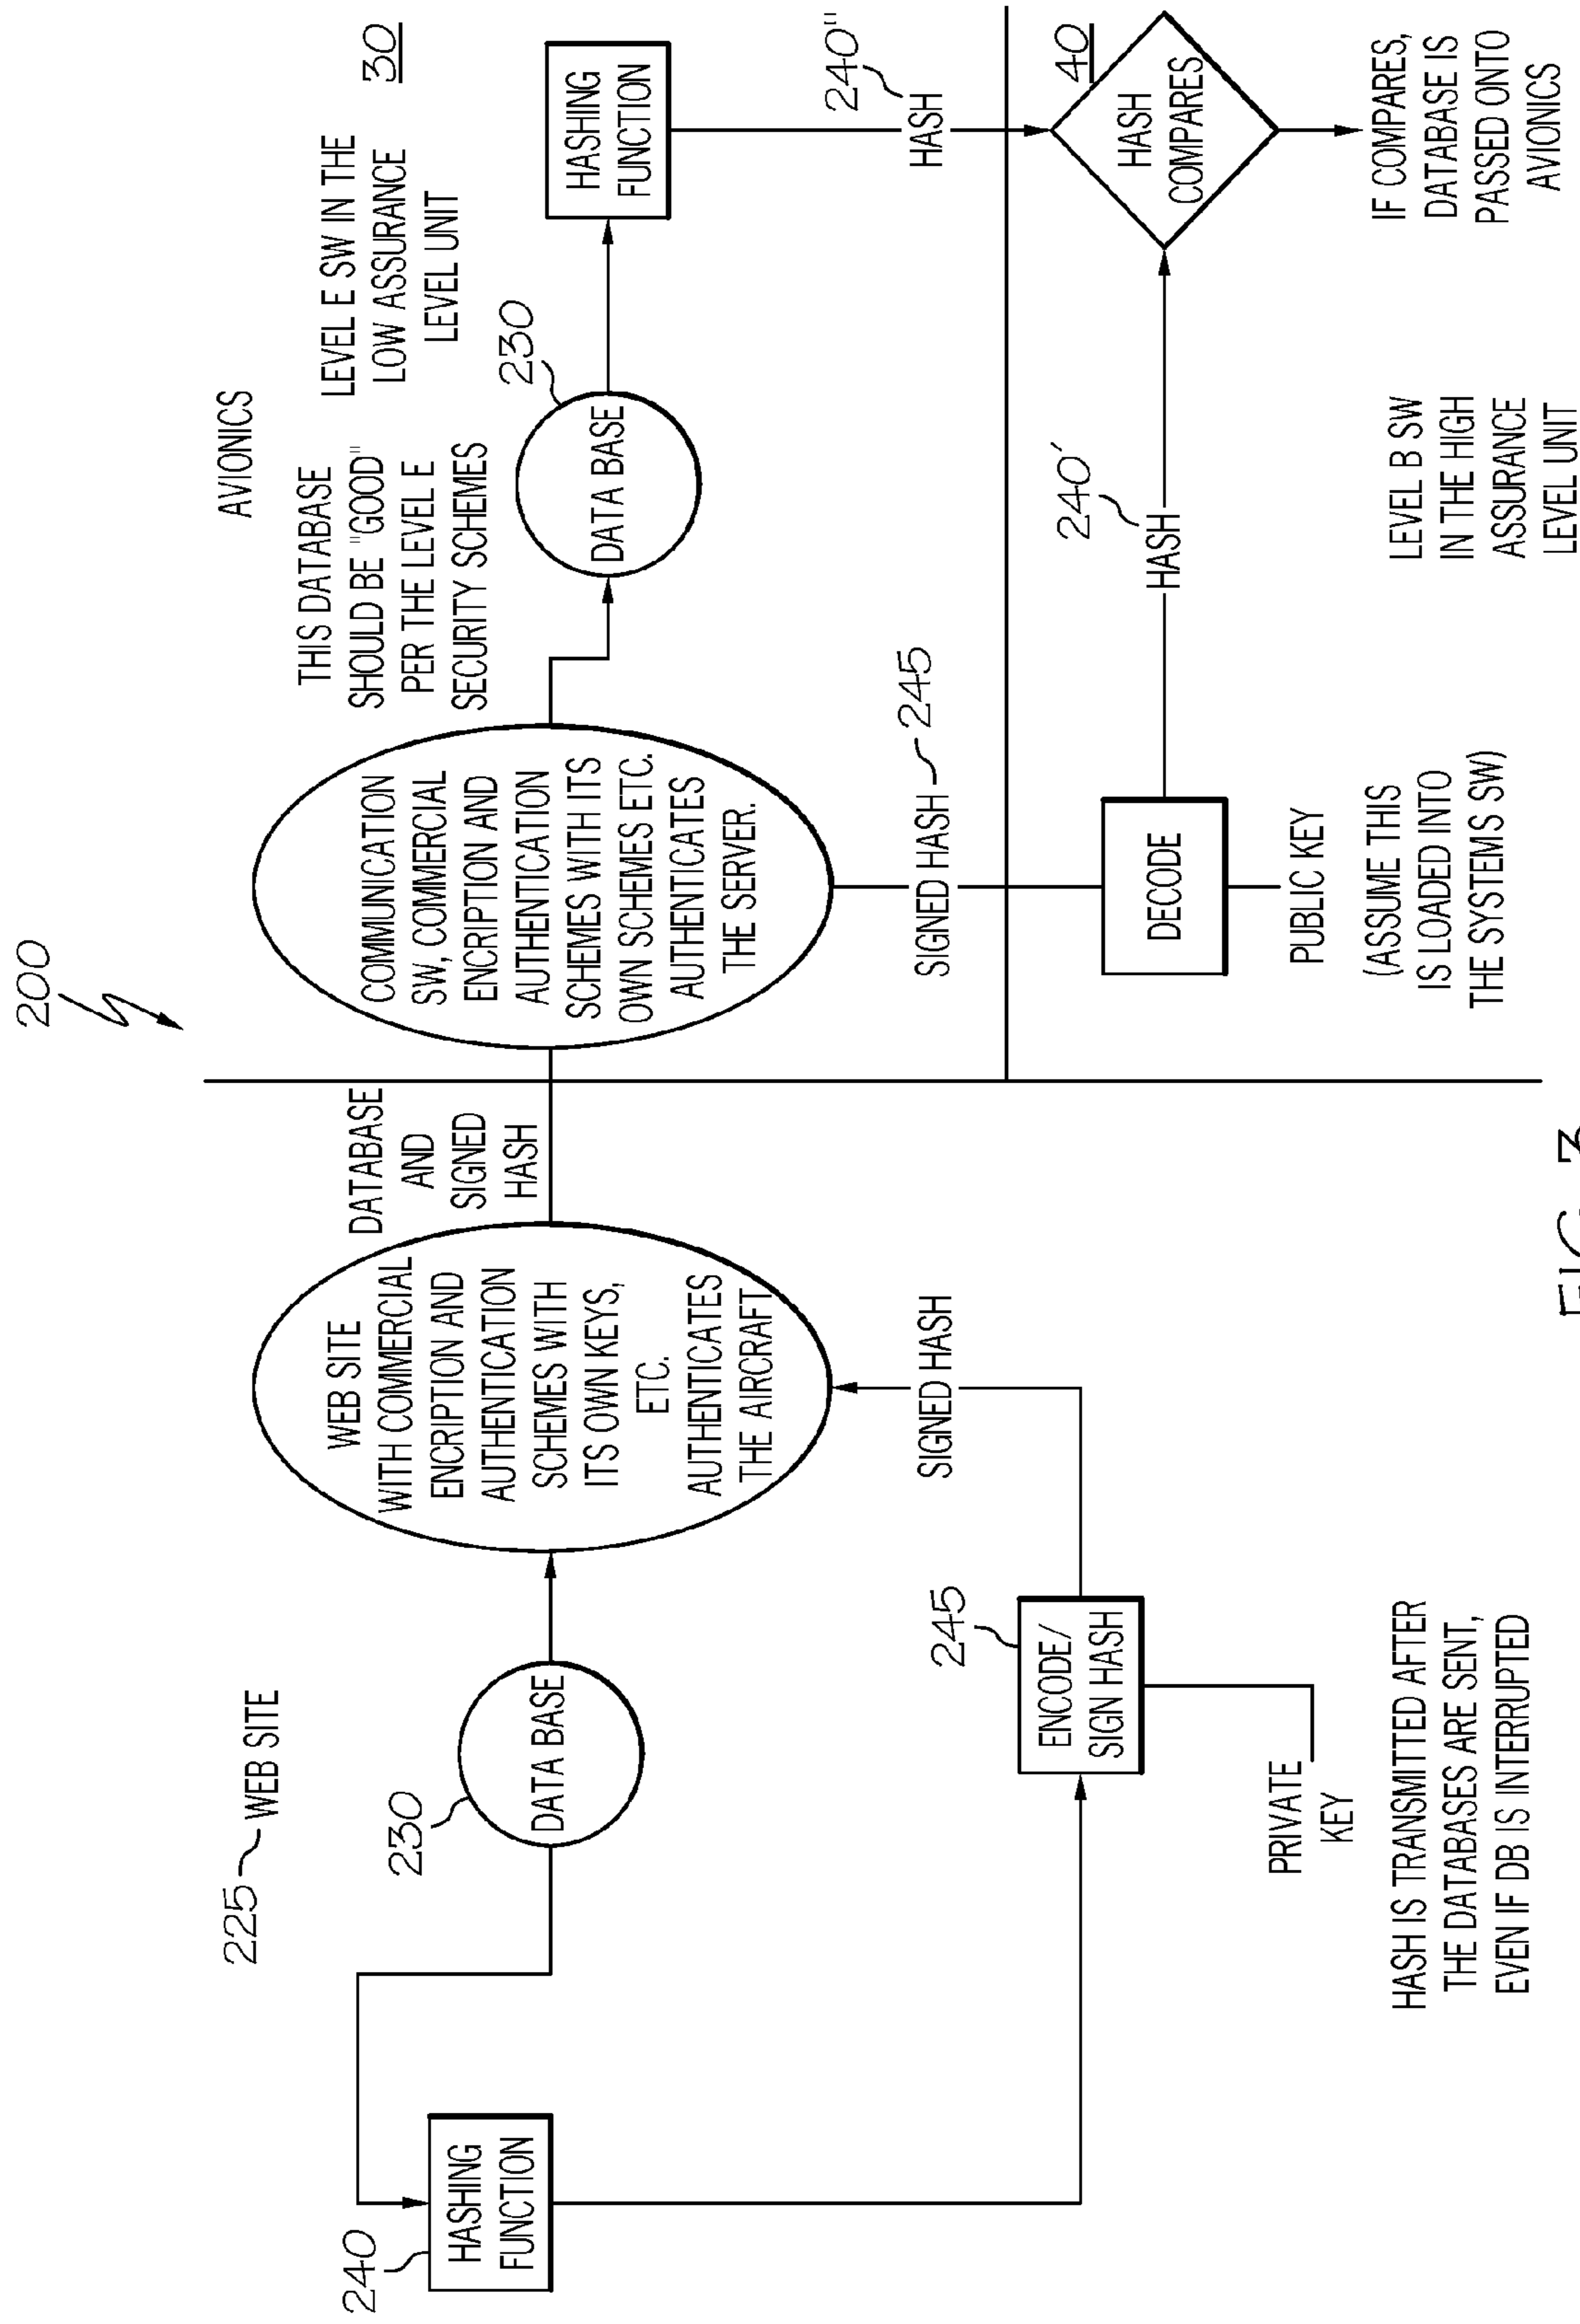 200
225 WEB SITE
AVIONICS
30
240
HASHING
FUNCTION
230
DATA BASE
WEB SITE
WITH COMMERCIAL
ENCRIPTION AND
AUTHENTICATION
SCHEMES WITH
ITS OWN KEYS,
ETC.
AUTHENTICATES
THE AIRCRAFT
DATABASE
AND
SIGNED
HASH
COMMUNICATION
SW, COMMERCIAL
ENCRIPTION AND
AUTHENTICATION
SCHEMES WITH ITS
OWN SCHEMES ETC.
AUTHENTICATES
THE SERVER.
THIS DATABASE
SHOULD BE "GOOD"
PER THE LEVEL E
SECURITY SCHEMES
LEVEL E SW IN THE
LOW ASSURANCE
LEVEL UNIT
230
DATA BASE
HASHING
FUNCTION
240"
HASH
SIGNED HASH
SIGNED HASH 245
245
ENCODE/
SIGN HASH
PRIVATE
KEY
HASH IS TRANSMITTED AFTER
THE DATABASES ARE SENT,
EVEN IF DB IS INTERRUPTED
DECODE
PUBLIC KEY
(ASSUME THIS
IS LOADED INTO
THE SYSTEMS SW)
240'
HASH
40
HASH
COMPARES
LEVEL B SW
IN THE HIGH
ASSURANCE
LEVEL UNIT
IF COMPARES,
DATABASE IS
PASSED ONTO
AVIONICS
FIG. 3